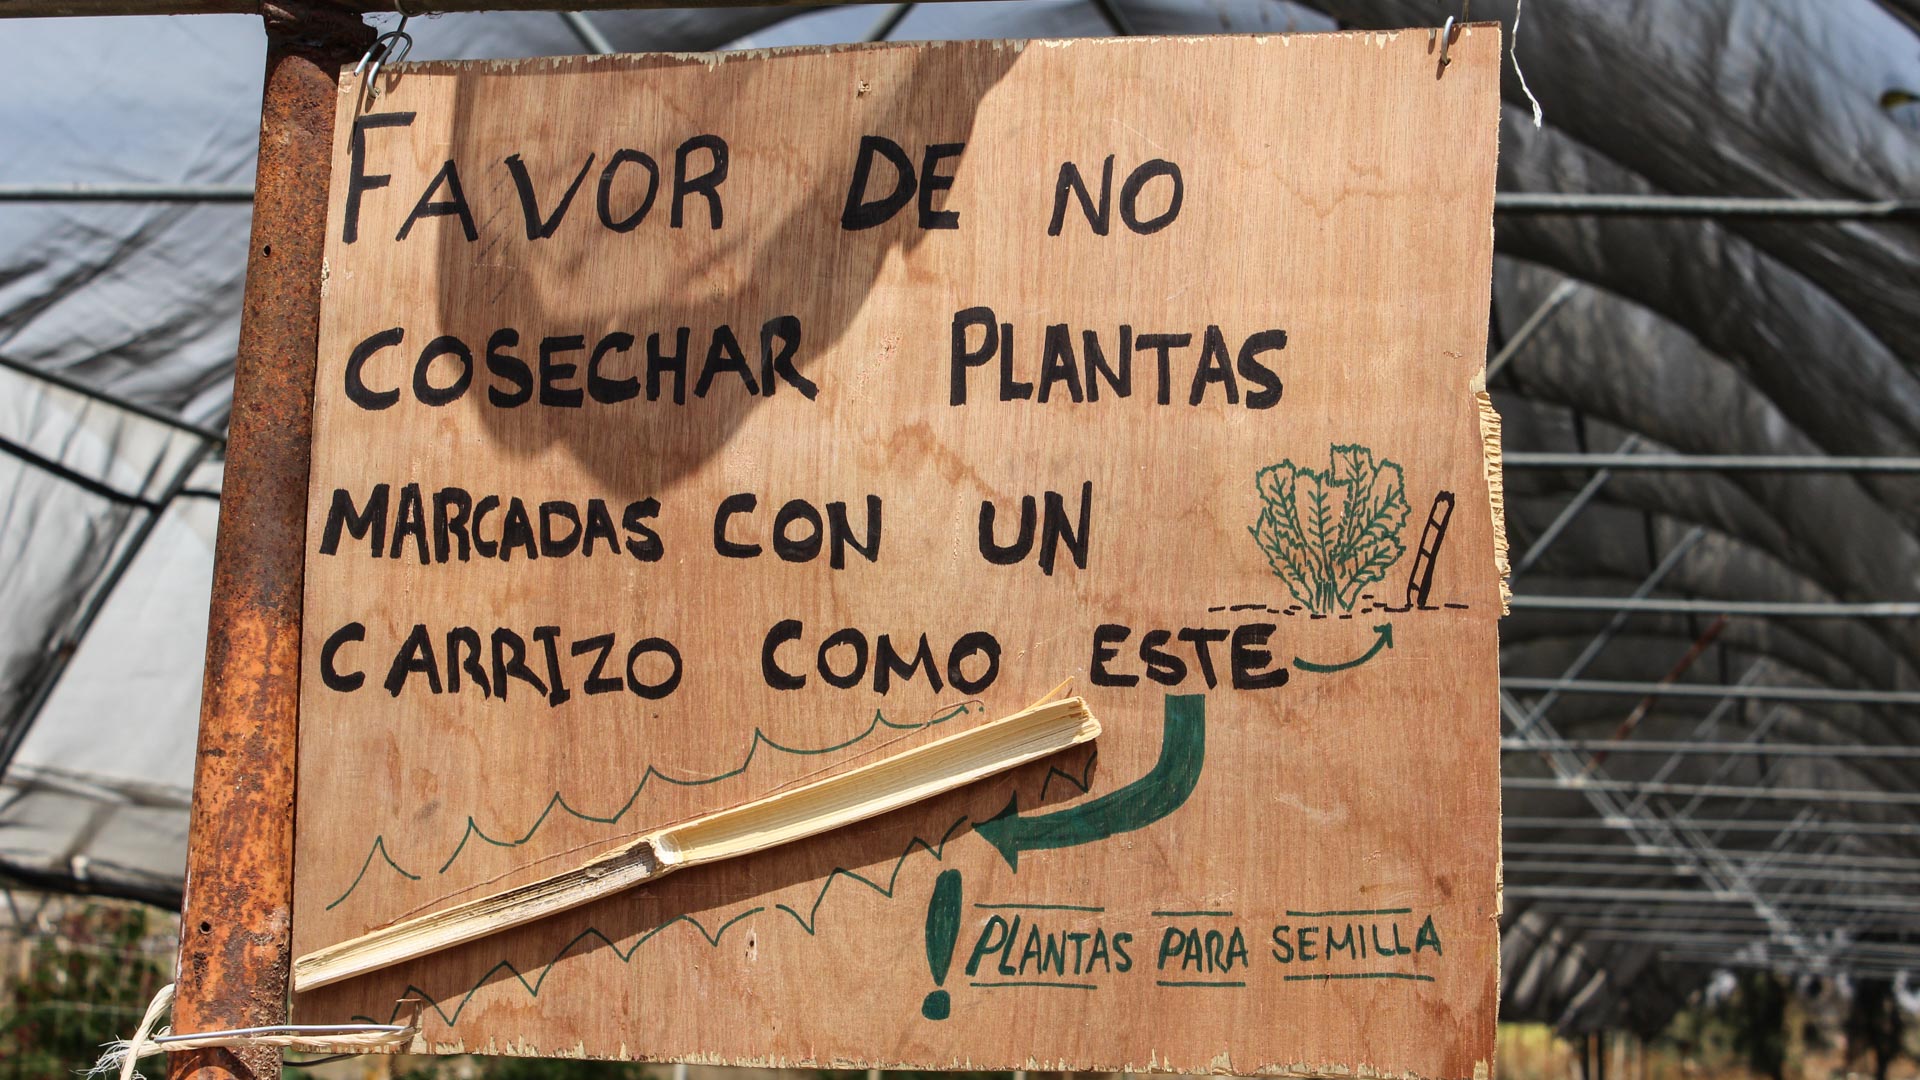 FAVOR DE NO
COSECHAR PLANTAS
MARCADAS CON UN
CARRIZO COMO ESTE
! PLANTAS PARA SEMILLA